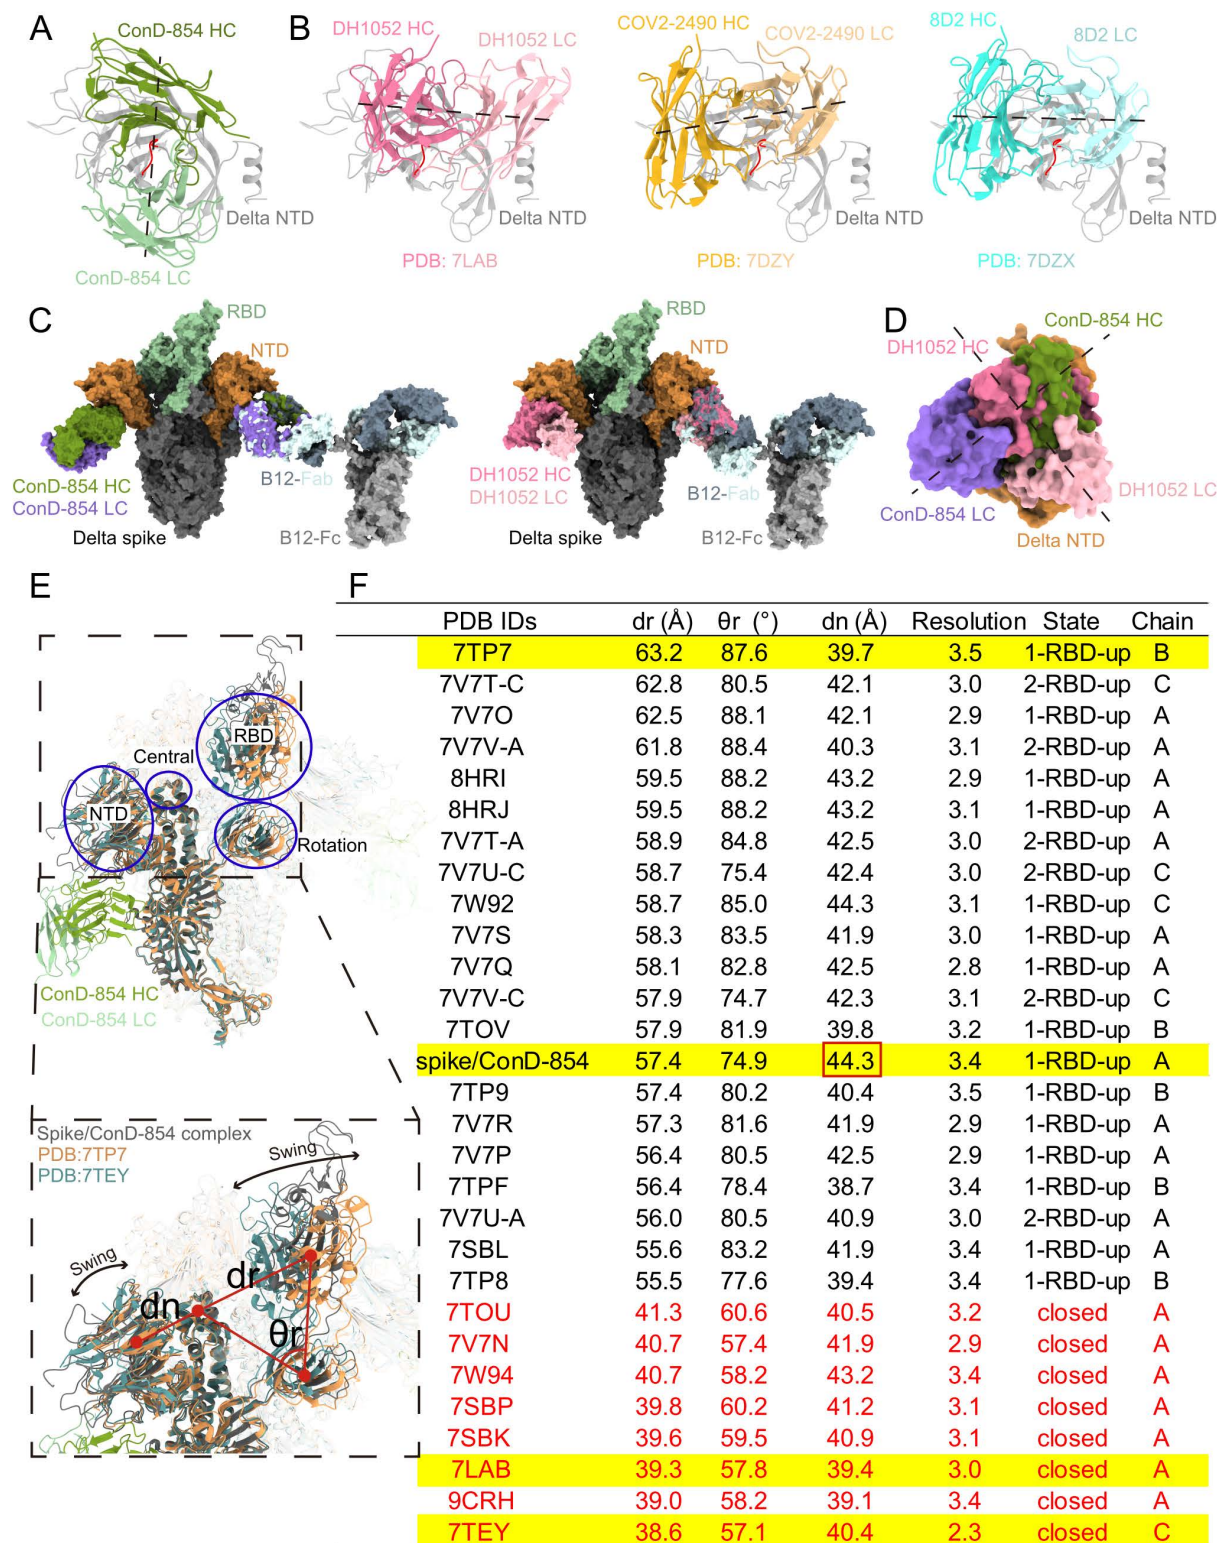 A
ConD-854 HC
Delta NTD
ConD-854 LC
B
DH1052 HC
DH1052 LC
Delta NTD
PDB: 7LAB
COV2-2490 HC
COV2-2490 LC
Delta NTD
PDB: 7DZY
8D2 HC
8D2 LC
Delta NTD
PDB: 7DZX
C
RBD
NTD
ConD-854 HC
ConD-854 LC
B12-Fab
Delta spike
B12-Fc
RBD
NTD
DH1052 HC
DH1052 LC
B12-Fab
Delta spike
B12-Fc
D
ConD-854 HC
DH1052 HC
DH1052 LC
ConD-854 LC
Delta NTD
E
RBD
Central
NTD
Rotation
ConD-854 HC
ConD-854 LC
Spike/ConD-854 complex
PDB:7TP7
PDB:7TEY
Swing
Swing
dr
dn
θr
F
PDB IDs dr (Å) θr (°) dn (Å) Resolution State Chain
7TP7 63.2 87.6 39.7 3.5 1-RBD-up B
7V7T-C 62.8 80.5 42.1 3.0 2-RBD-up C
7V7O 62.5 88.1 42.1 2.9 1-RBD-up A
7V7V-A 61.8 88.4 40.3 3.1 2-RBD-up A
8HRI 59.5 88.2 43.2 2.9 1-RBD-up A
8HRJ 59.5 88.2 43.2 3.1 1-RBD-up A
7V7T-A 58.9 84.8 42.5 3.0 2-RBD-up A
7V7U-C 58.7 75.4 42.4 3.0 2-RBD-up C
7W92 58.7 85.0 44.3 3.1 1-RBD-up C
7V7S 58.3 83.5 41.9 3.0 1-RBD-up A
7V7Q 58.1 82.8 42.5 2.8 1-RBD-up A
7V7V-C 57.9 74.7 42.3 3.1 2-RBD-up C
7TOV 57.9 81.9 39.8 3.2 1-RBD-up B
spike/ConD-854 57.4 74.9 44.3 3.4 1-RBD-up A
7TP9 57.4 80.2 40.4 3.5 1-RBD-up B
7V7R 57.3 81.6 41.9 2.9 1-RBD-up A
7V7P 56.4 80.5 42.5 2.9 1-RBD-up A
7TPF 56.4 78.4 38.7 3.4 1-RBD-up B
7V7U-A 56.0 80.5 40.9 3.0 2-RBD-up A
7SBL 55.6 83.2 41.9 3.4 1-RBD-up A
7TP8 55.5 77.6 39.4 3.4 1-RBD-up B
7TOU 41.3 60.6 40.5 3.2 closed A
7V7N 40.7 57.4 41.9 2.9 closed A
7W94 40.7 58.2 43.2 3.4 closed A
7SBP 39.8 60.2 41.2 3.1 closed A
7SBK 39.6 59.5 40.9 3.1 closed A
7LAB 39.3 57.8 39.4 3.0 closed A
9CRH 39.0 58.2 39.1 3.4 closed A
7TEY 38.6 57.1 40.4 2.3 closed C